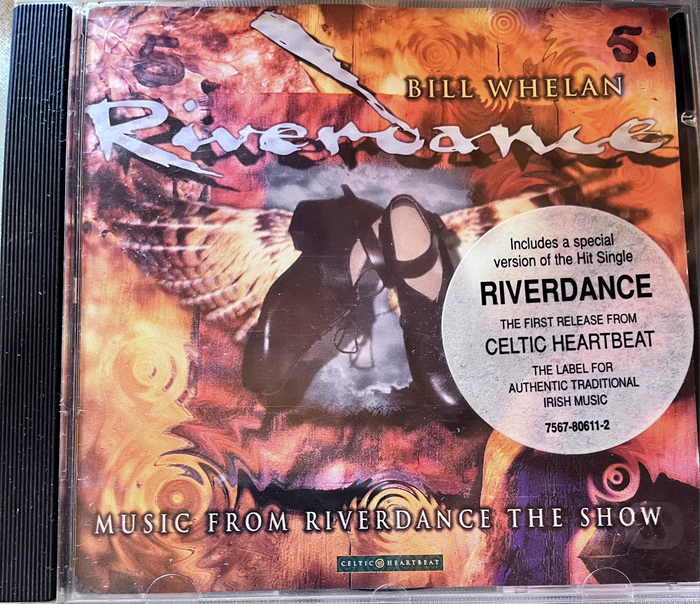 5.
5.
BILL WHELAN
Riverdance
Includes a special
version of the Hit Single
RIVERDANCE
THE FIRST RELEASE FROM
CELTIC HEARTBEAT
THE LABEL FOR
AUTHENTIC TRADITIONAL
IRISH MUSIC
7567-80611-2
MUSIC FROM RIVERDANCE THE SHOW
CELTIC HEARTBEAT